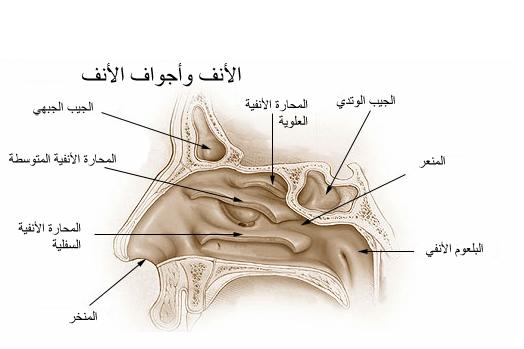 الأنف وأجواف الأنف
الجيب الوتدي
المحارة الأنفية
العلوية
الجيب الجبهي
المنعر
المحارة الأنفية المتوسطة
المحارة الأنفية
السفلية
البلعوم الأنفي
المنخر